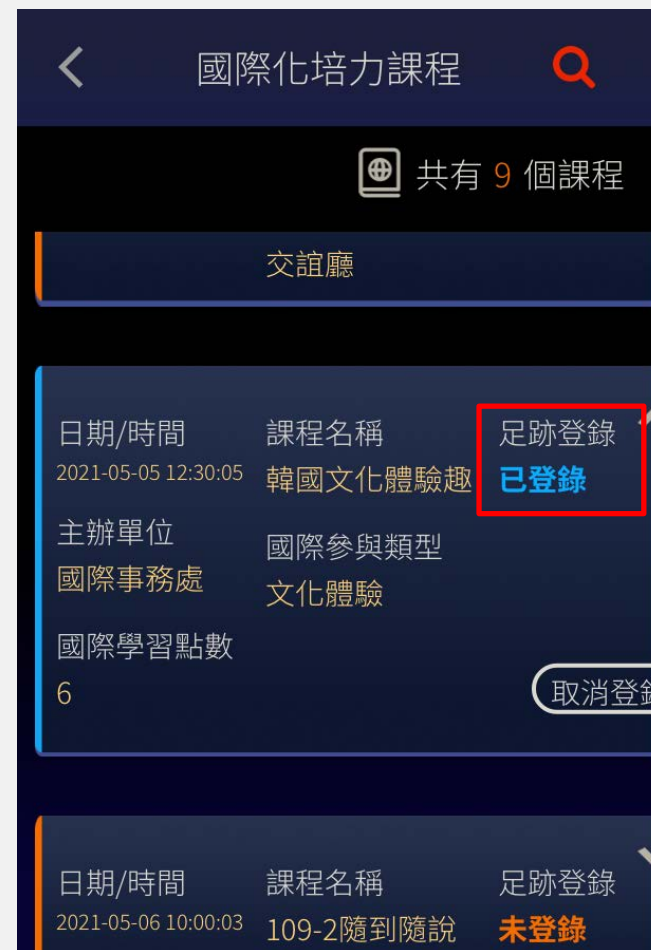 國際化培力課程
共有 9 個課程
交誼廳
日期/時間 課程名稱 足跡登錄
2021-05-05 12:30:05 韓國文化體驗趣 已登錄
主辦單位 國際參與類型
國際事務處 文化體驗
國際學習點數
6 取消登錄
日期/時間 課程名稱 足跡登錄
2021-05-06 10:00:03 109-2隨到隨說 未登錄